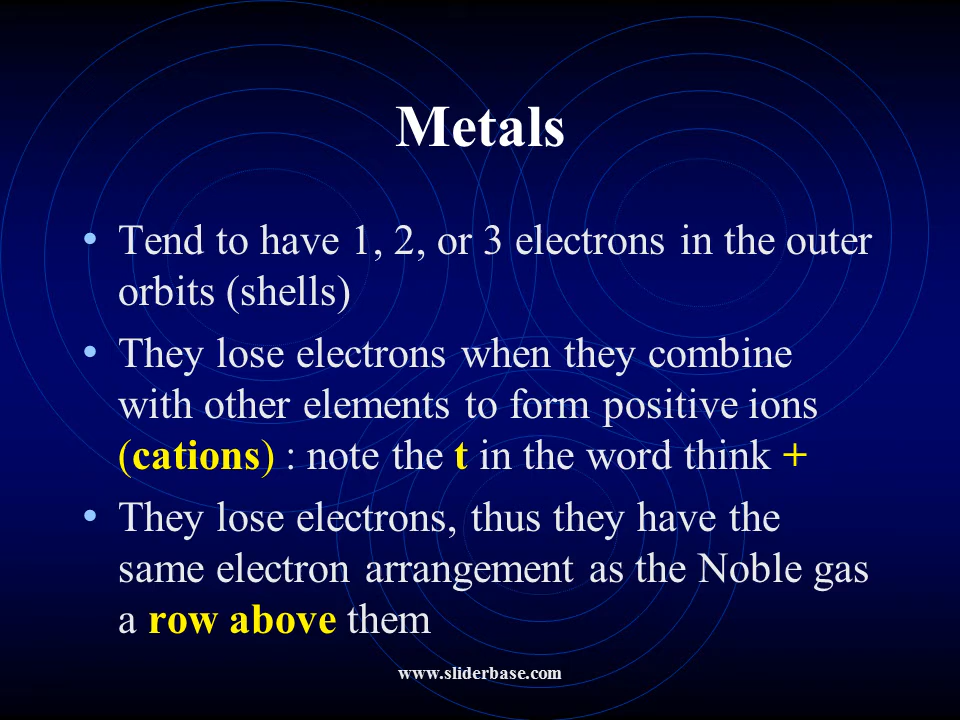 Metals
• Tend to have 1, 2, or 3 electrons in the outer
orbits (shells)
• They lose electrons when they combine
with other elements to form positive ions
(cations) : note the t in the word think +
• They lose electrons, thus they have the
same electron arrangement as the Noble gas
a row above them
www.sliderbase.com